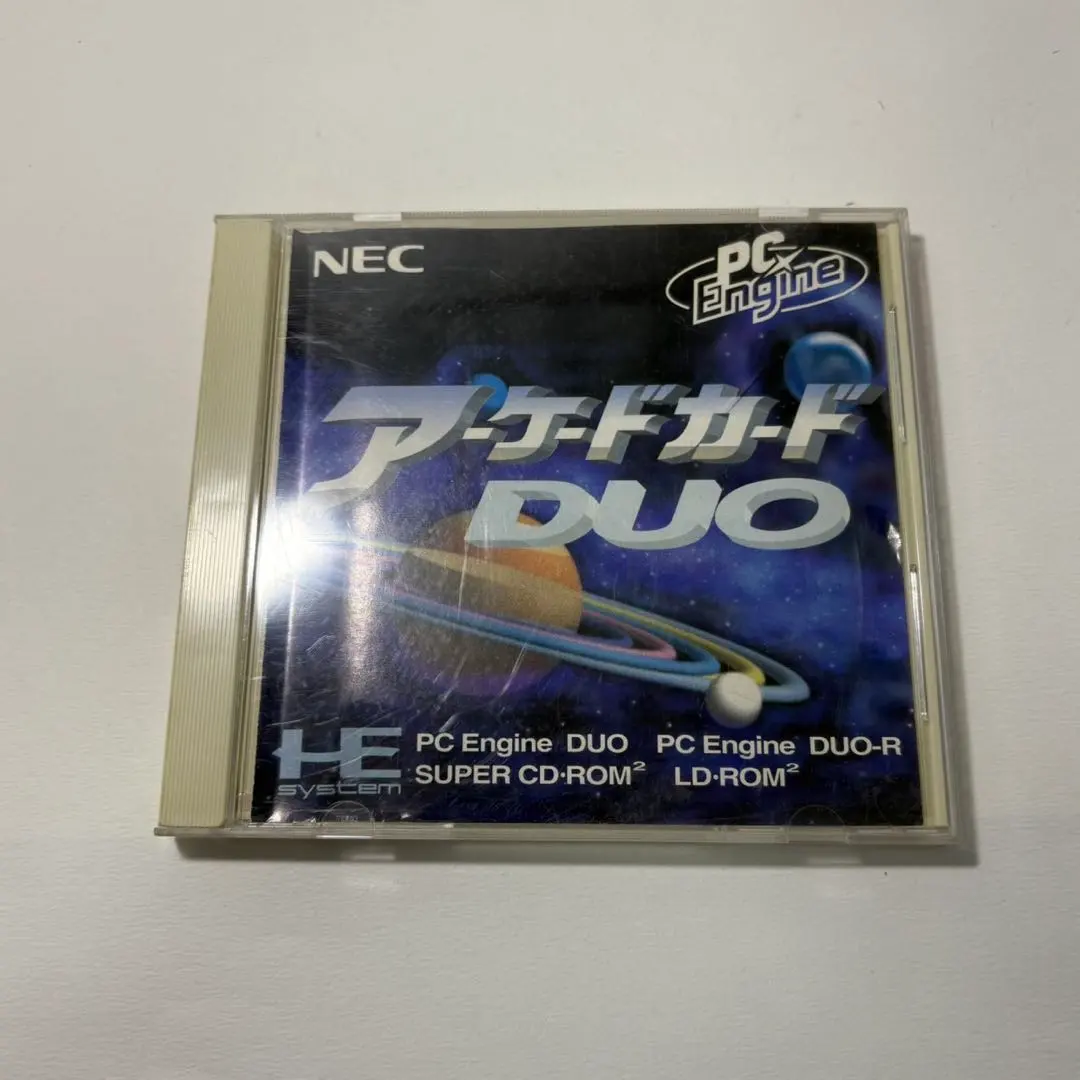 NEC
PC Engine
アーケードカード
DUO
HE system
PC Engine DUO PC Engine DUO-R
SUPER CD·ROM² LD·ROM²